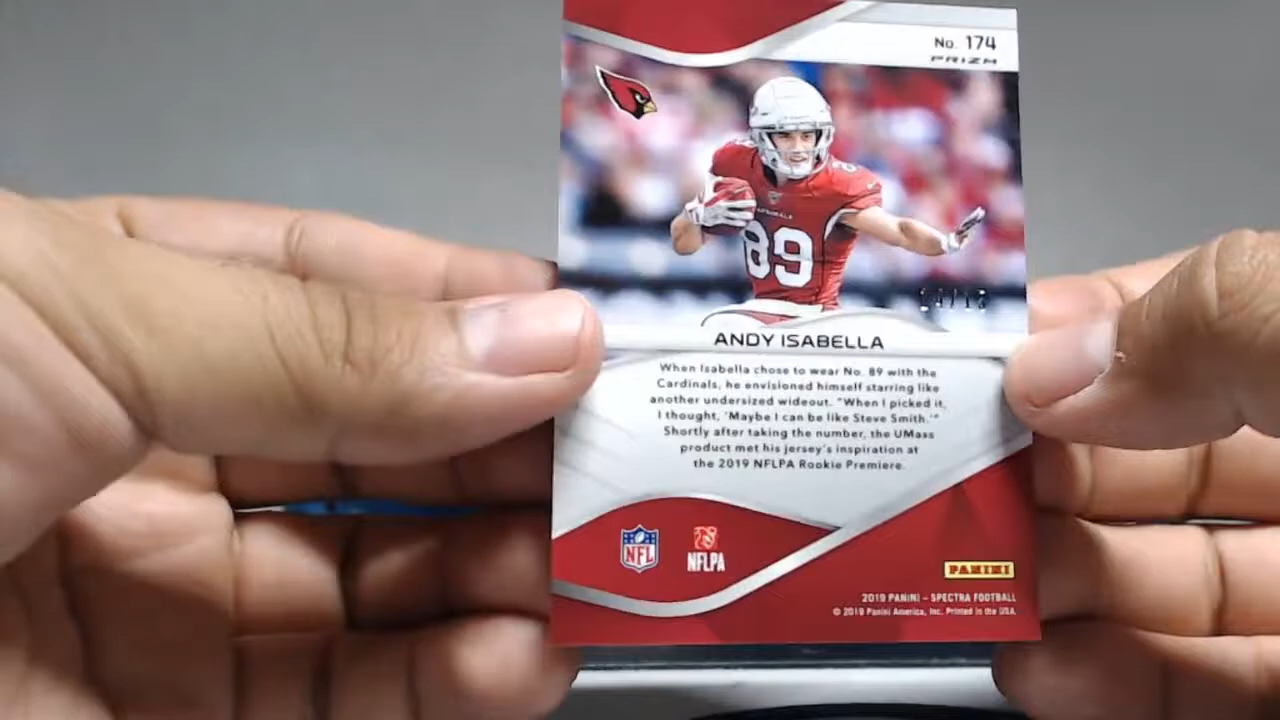 No. 174
PRIZM
89
ANDY ISABELLA
When Isabella chose to wear No. 89 with the
Cardinals, he envisioned himself starring like
another undersized wideout. "When I picked it,
I thought, 'Maybe I can be like Steve Smith.'"
Shortly after taking the number, the UMass
product met his jersey's inspiration at
the 2019 NFLPA Rookie Premiere.
NFL
NFLPA
PANINI
2019 PANINI – SPECTRA FOOTBALL
© 2019 Panini America, Inc. Printed in the USA.